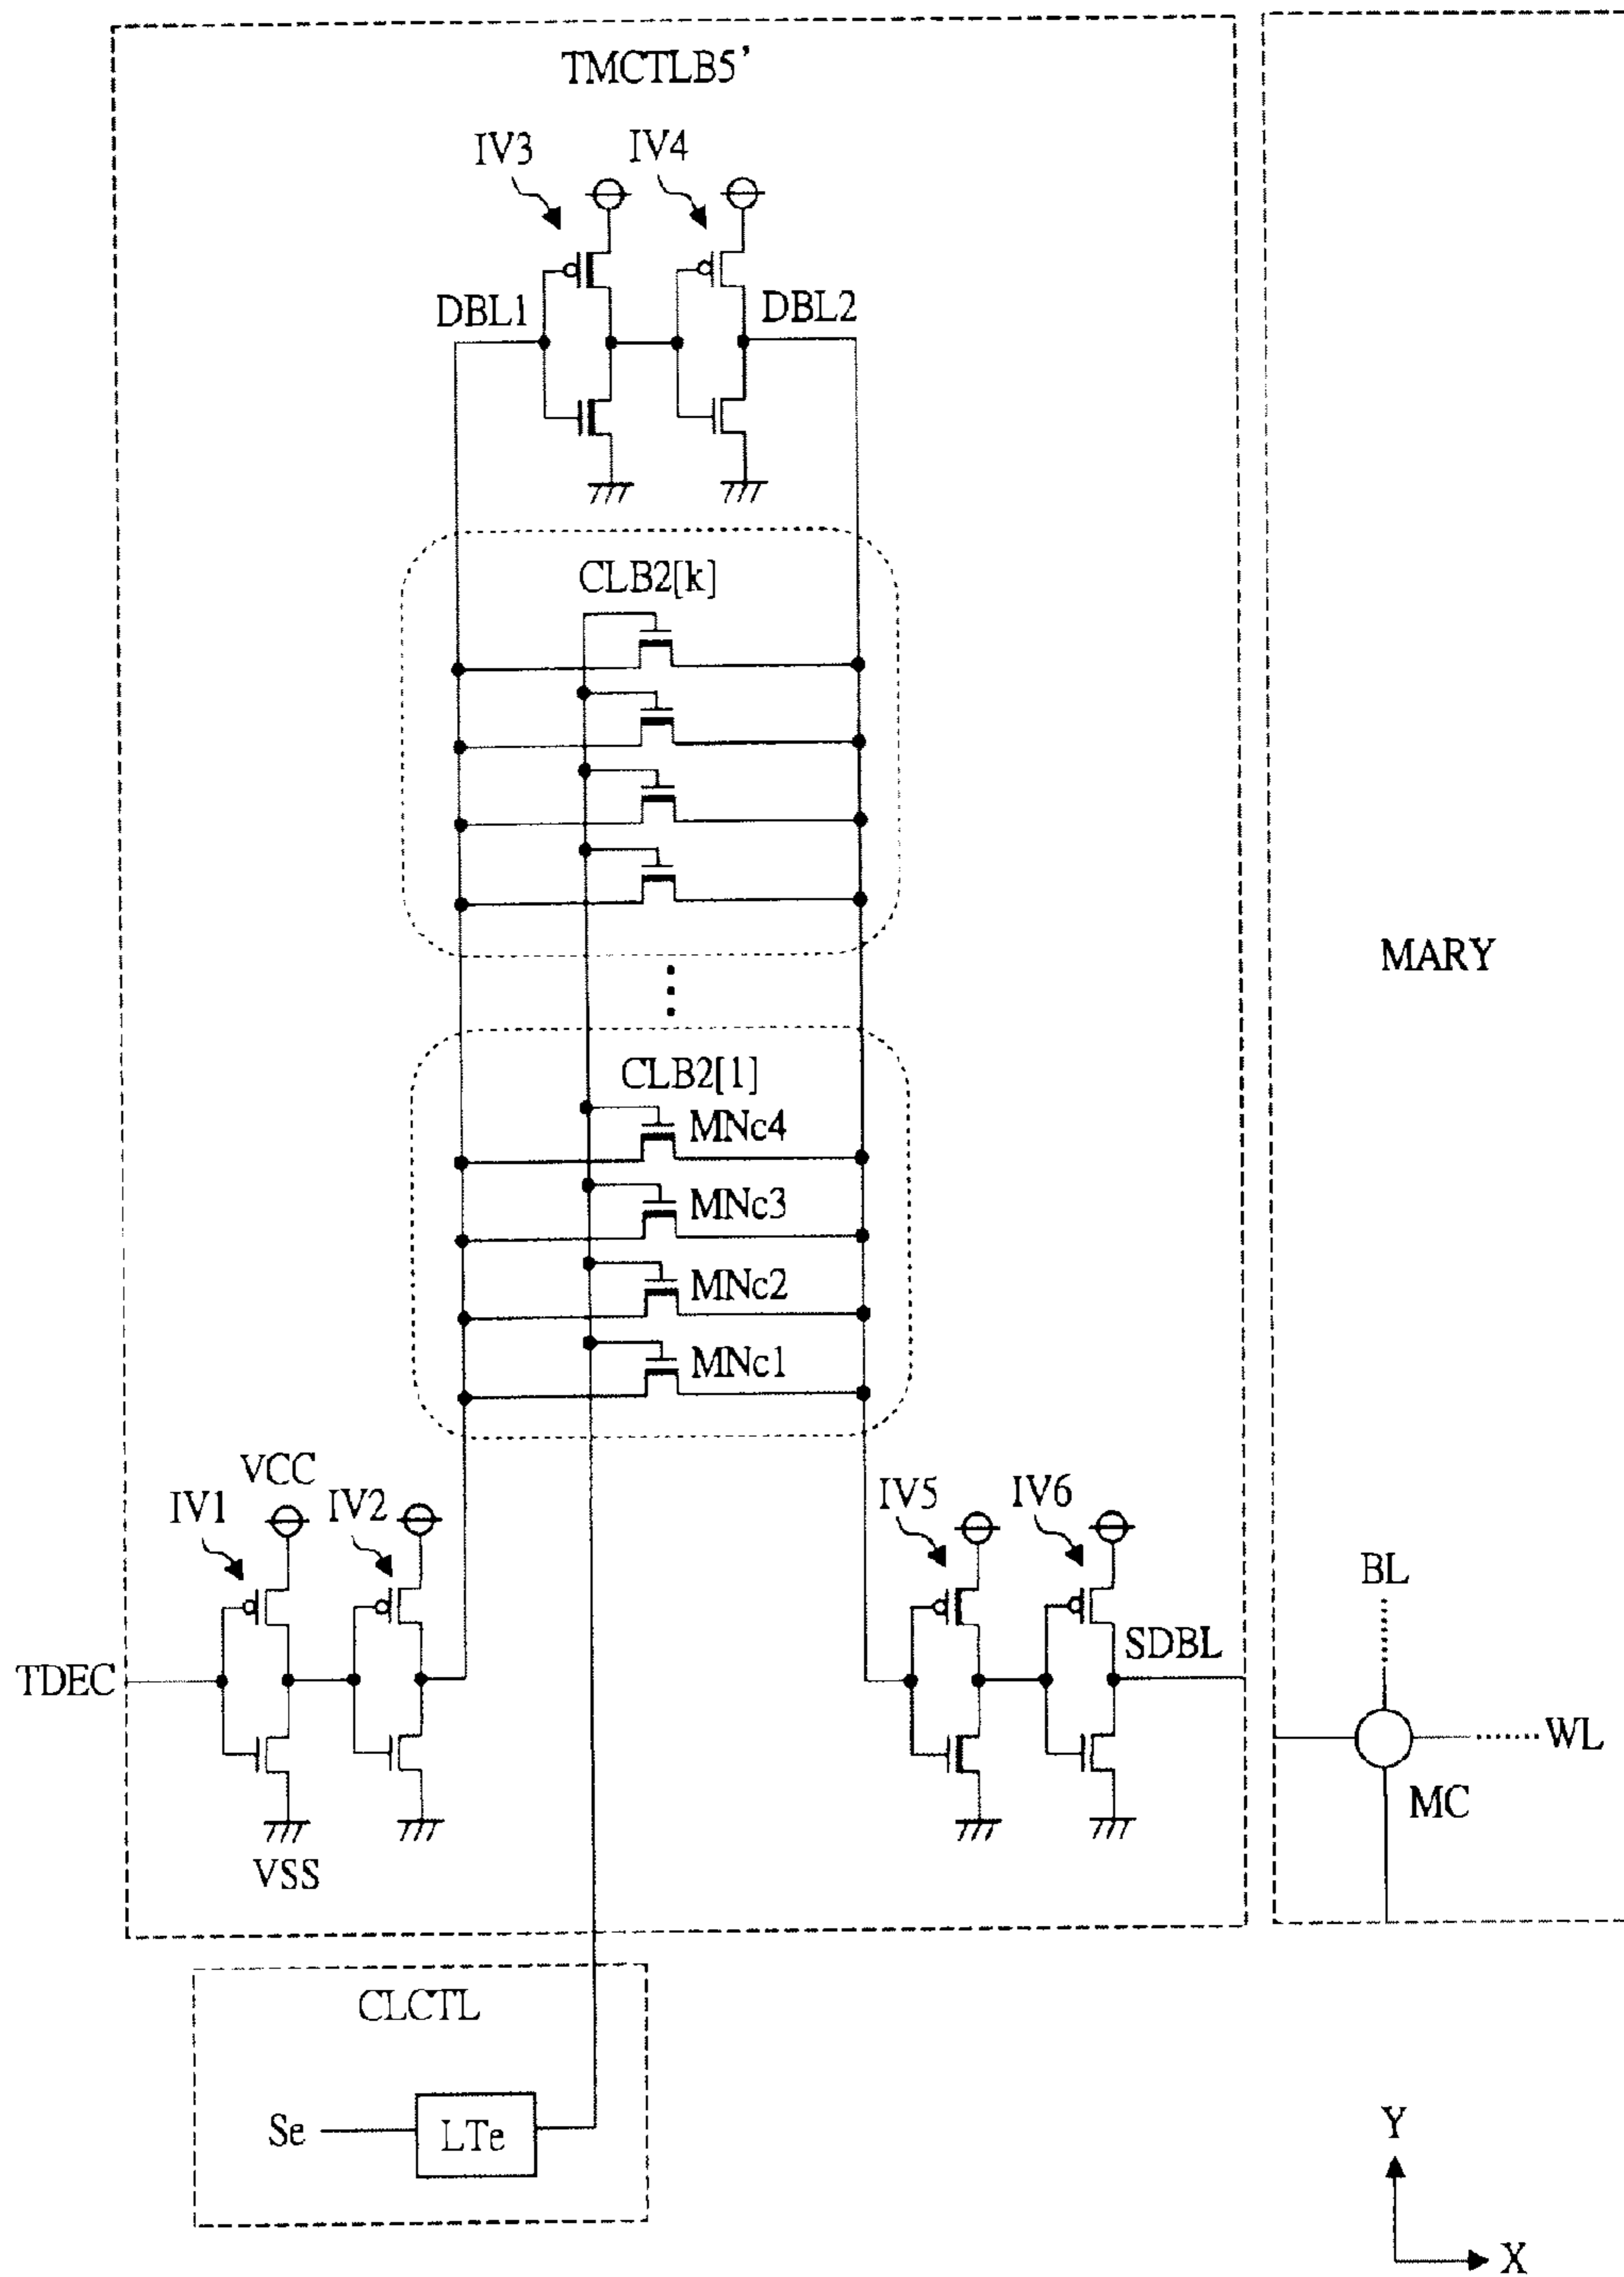 TMCTLB5’
IV3
IV4
DBL1
DBL2
CLB2[k]
MARY
CLB2[1]
MNc4
MNc3
MNc2
MNc1
VCC
IV1
IV2
IV5
IV6
BL
TDEC
SDBL
WL
MC
VSS
CLCTL
Se
LTe
Y
X